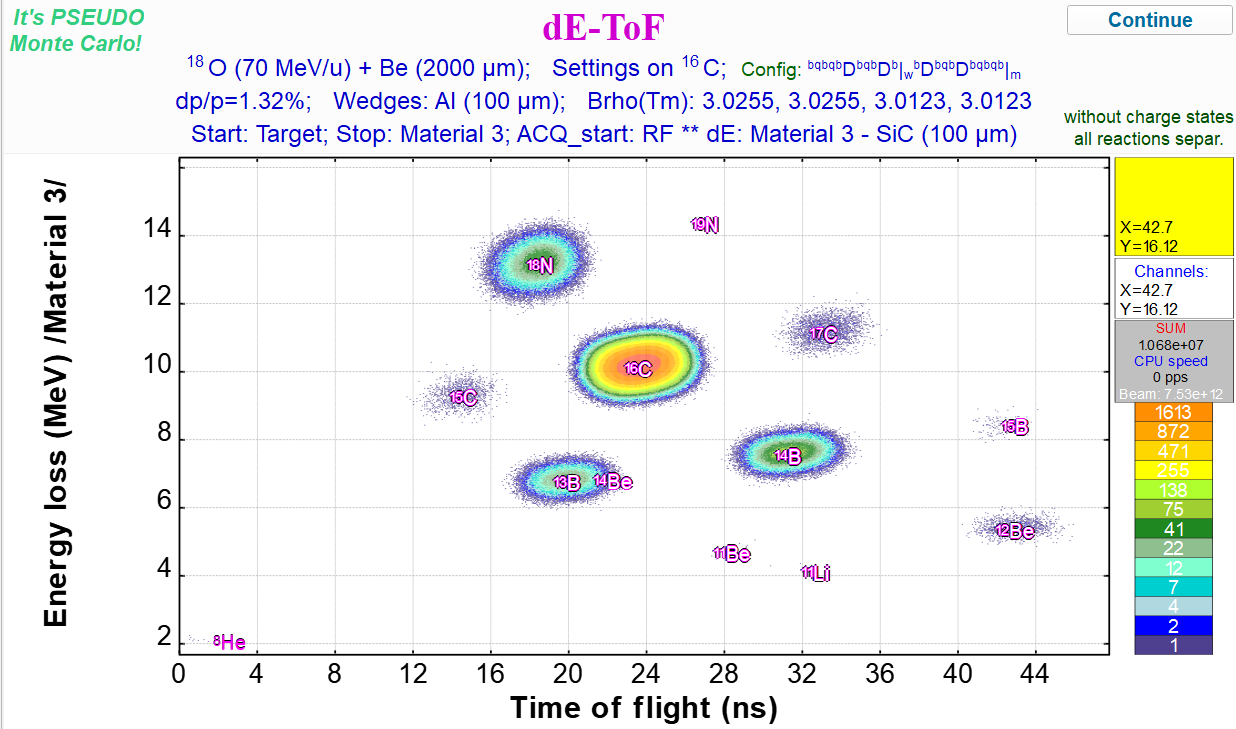 It's PSEUDO
Monte Carlo!
dE-ToF
Continue
¹⁸O (70 MeV/u) + Be (2000 µm); Settings on ¹⁶C; Config: bqbqbDbqbDb|wbDbqbDbqbqb|m
dp/p=1.32%; Wedges: Al (100 µm); Brho(Tm): 3.0255, 3.0255, 3.0123, 3.0123
Start: Target; Stop: Material 3; ACQ_start: RF ** dE: Material 3 - SiC (100 µm)
without charge states
all reactions separ.
X=42.7
Y=16.12
Channels:
X=42.7
Y=16.12
SUM
1.068e+07
CPU speed
0 pps
Beam: 7.53e+12
1613
872
471
255
138
75
41
22
12
7
4
2
1
Energy loss (MeV) /Material 3/
14
12
10
8
6
4
2
¹⁹N
¹⁸N
¹⁷C
¹⁶C
¹⁵C
¹⁵B
¹⁴B
¹³B
¹⁴Be
¹²Be
¹¹Be
¹¹Li
⁸He
0 4 8 12 16 20 24 28 32 36 40 44
Time of flight (ns)